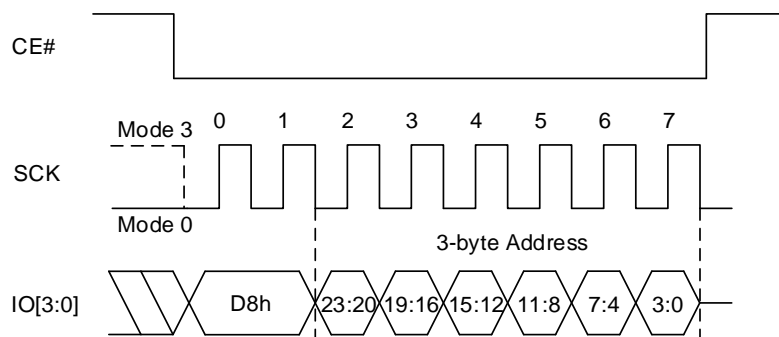 CE#
Mode 3
0 1 2 3 4 5 6 7
SCK
Mode 0
3-byte Address
IO[3:0]
D8h
23:20 19:16 15:12 11:8 7:4 3:0